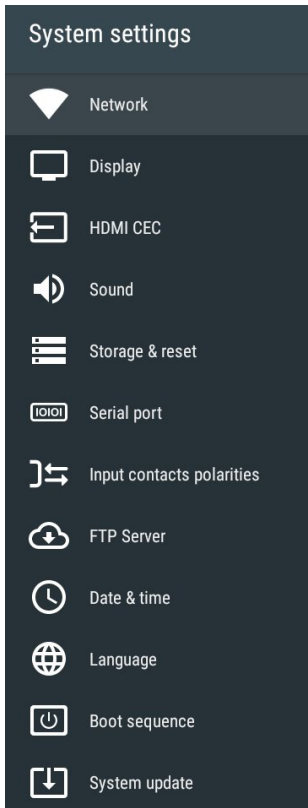 System settings
Network
Display
HDMI CEC
Sound
Storage & reset
IOIOI Serial port
Input contacts polarities
FTP Server
Date & time
Language
Boot sequence
System update